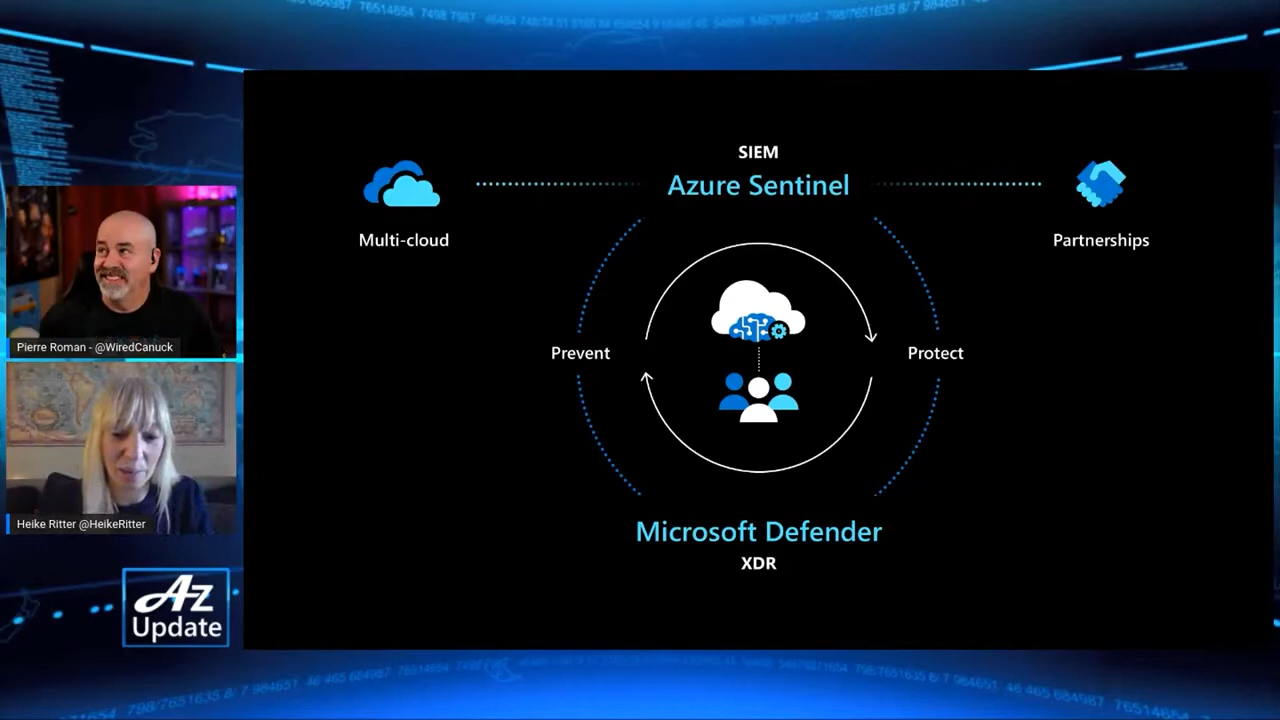 SIEM
Azure Sentinel
Multi-cloud
Partnerships
Prevent
Protect
Microsoft Defender
XDR
Pierre Roman - @WiredCanuck
Heike Ritter @HeikeRitter
Az
Update